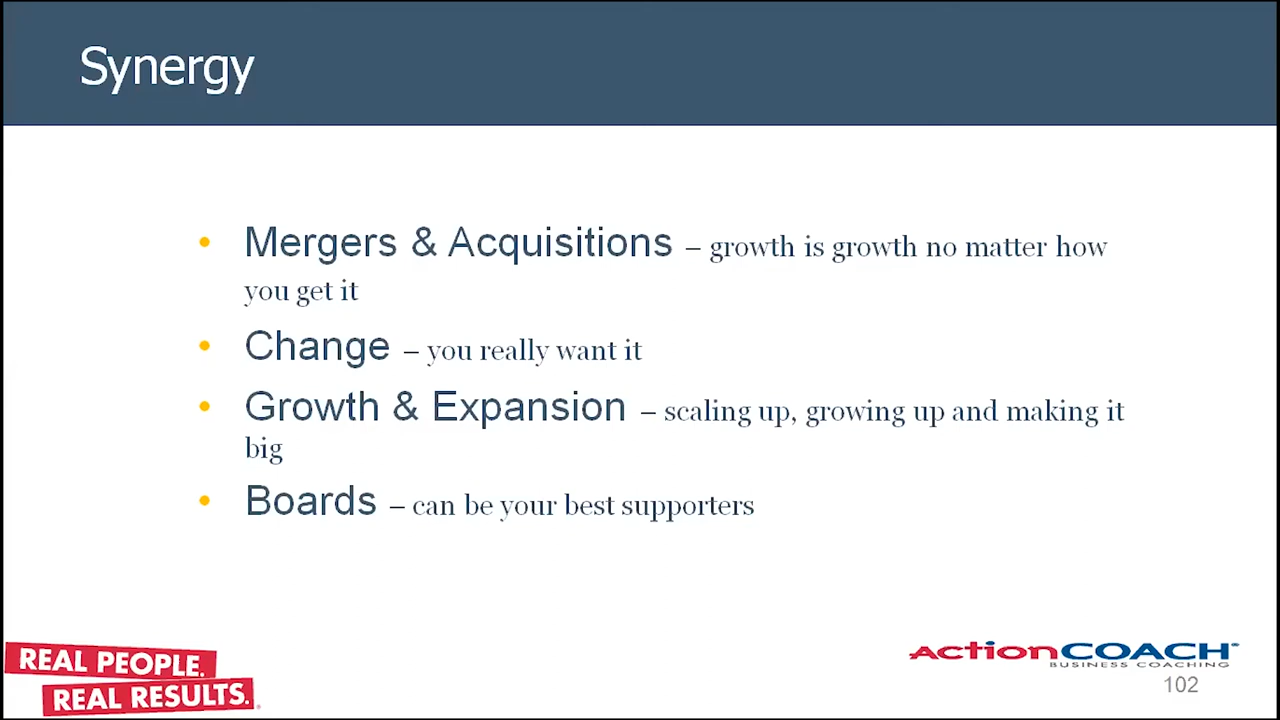 Synergy
• Mergers & Acquisitions – growth is growth no matter how
you get it
• Change – you really want it
• Growth & Expansion – scaling up, growing up and making it
big
• Boards – can be your best supporters
REAL PEOPLE.
REAL RESULTS.
ActionCOACH
BUSINESS COACHING
102